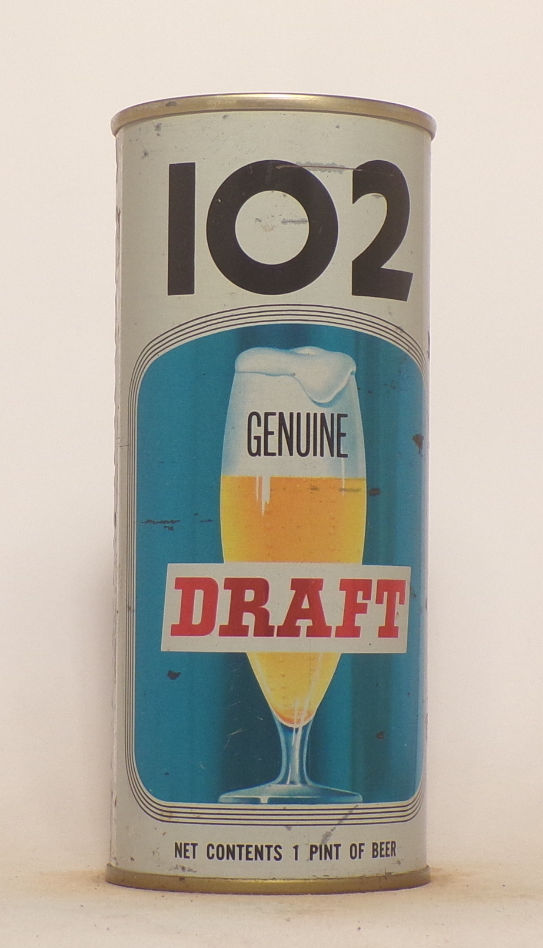 102
GENUINE
DRAFT
NET CONTENTS 1 PINT OF BEER